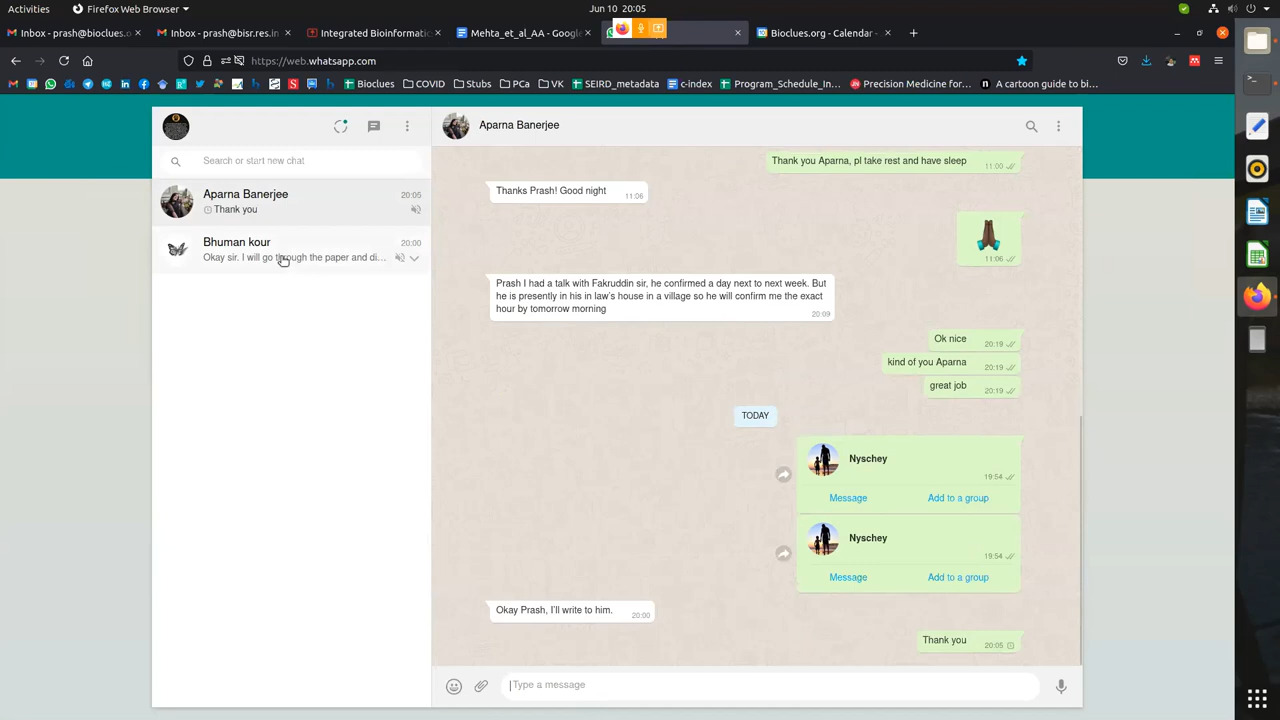 Activities
Firefox Web Browser
Jun 10 20:05
Inbox - prash@bioclues.o
Inbox - prash@bisr.res.in
Integrated Bioinformatics
Mehta_et_al_AA - Google
Bioclues.org - Calendar -
https://web.whatsapp.com
Bioclues
COVID
Stubs
PCa
VK
SEIRD_metadata
c-index
Program_Schedule_In...
Precision Medicine for...
A cartoon guide to bi...
Search or start new chat
Aparna Banerjee
20:05
Thank you
Bhuman kour
20:00
Okay sir. I will go through the paper and di...
Aparna Banerjee
Thank you Aparna, pl take rest and have sleep
11:00
Thanks Prash! Good night
11:06
11:06
Prash I had a talk with Fakruddin sir, he confirmed a day next to next week. But
he is presently in his in law's house in a village so he will confirm me the exact
hour by tomorrow morning
20:09
Ok nice
20:19
kind of you Aparna
20:19
great job
20:19
TODAY
Nyschey
19:54
Message
Add to a group
Nyschey
19:54
Message
Add to a group
Okay Prash, I'll write to him.
20:00
Thank you
20:05
Type a message